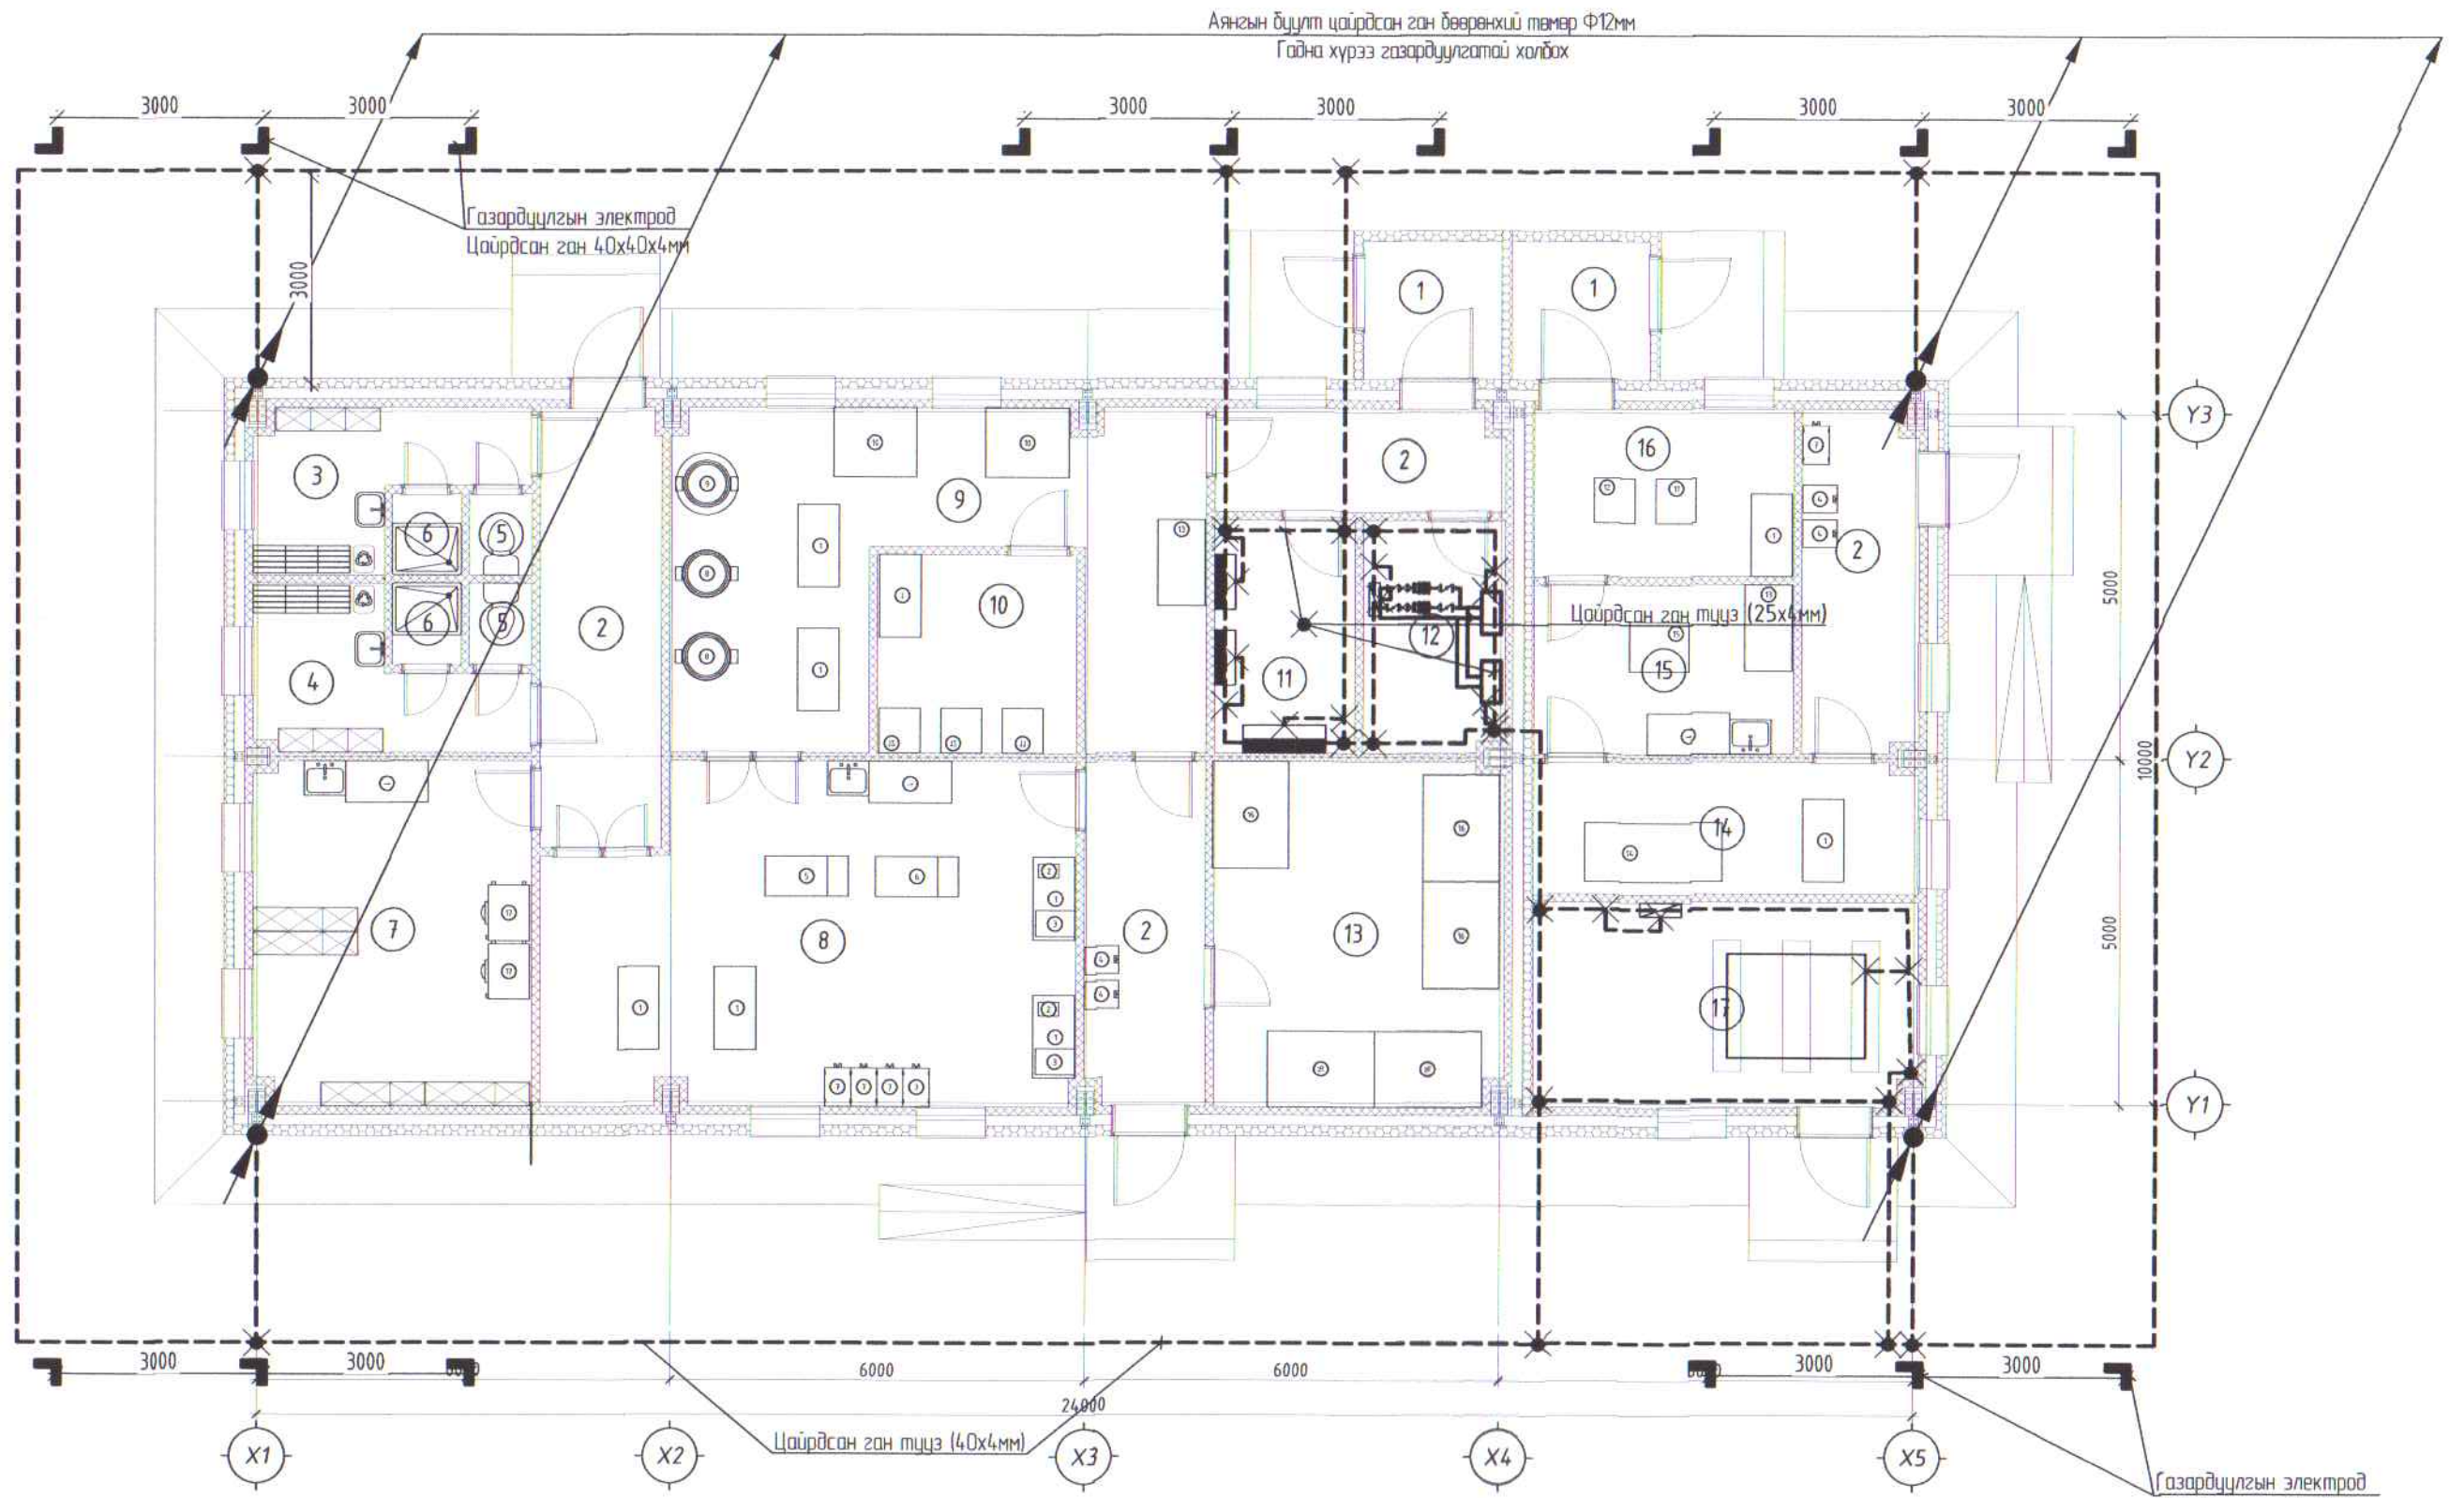 Аянгын буулт цайрдсан ган бөөрөнхий төмөр Ф12мм
Гадна хүрээ газардуулгатай холбох
3000 3000 3000 3000 3000 3000
Газардуулгын электрод
Цайрдсан ган 40х40х4мм
3000
1 1
Y3
3 9 2 16
6 5 2
10 5000
6 5 2 12 Цайрдсан ган тууз (25х4мм)
4 11 15
Y2
10000
14
7 8 2 13 5000
17
Y1
3000 3000 6000 6000 3000 3000
24000
Цайрдсан ган тууз (40х4мм)
X1 X2 X3 X4 X5
Газардуулгын электрод